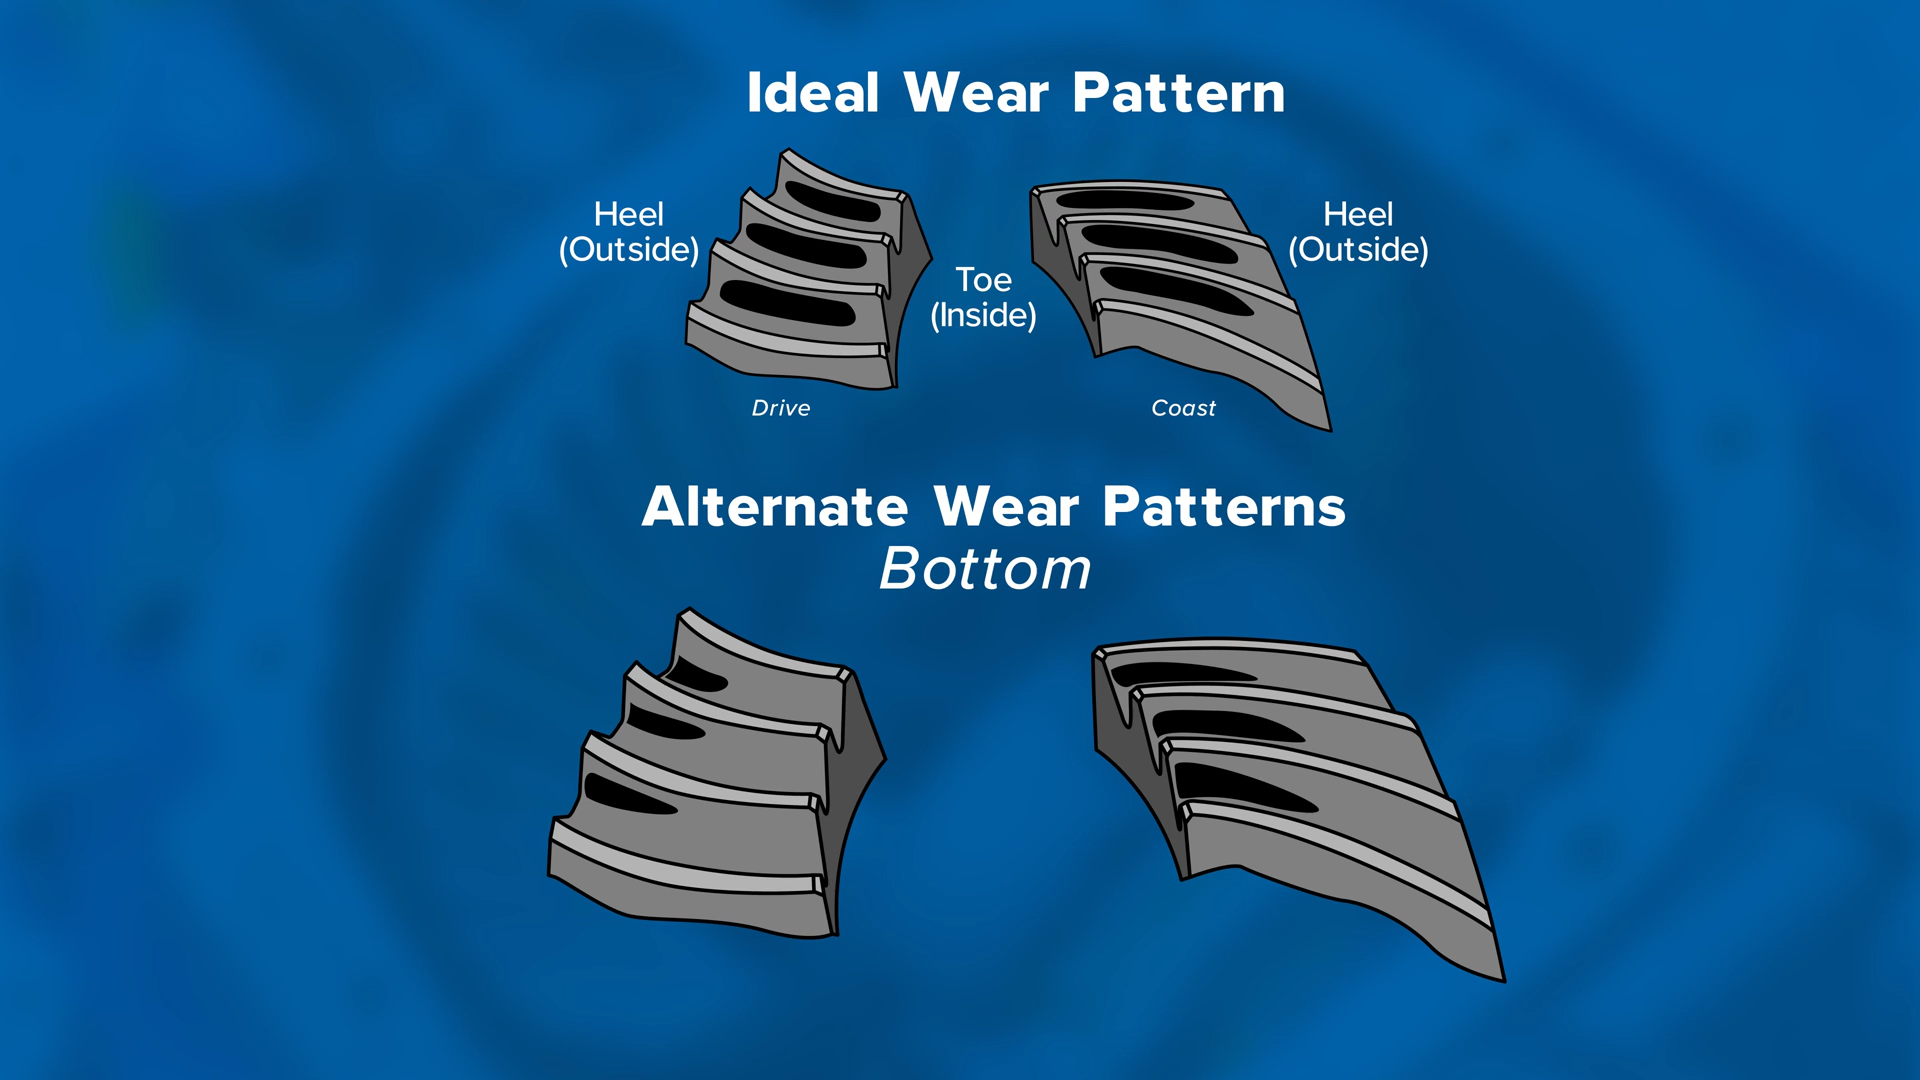 Ideal Wear Pattern
Heel
(Outside)
Toe
(Inside)
Heel
(Outside)
Drive
Coast
Alternate Wear Patterns
Bottom